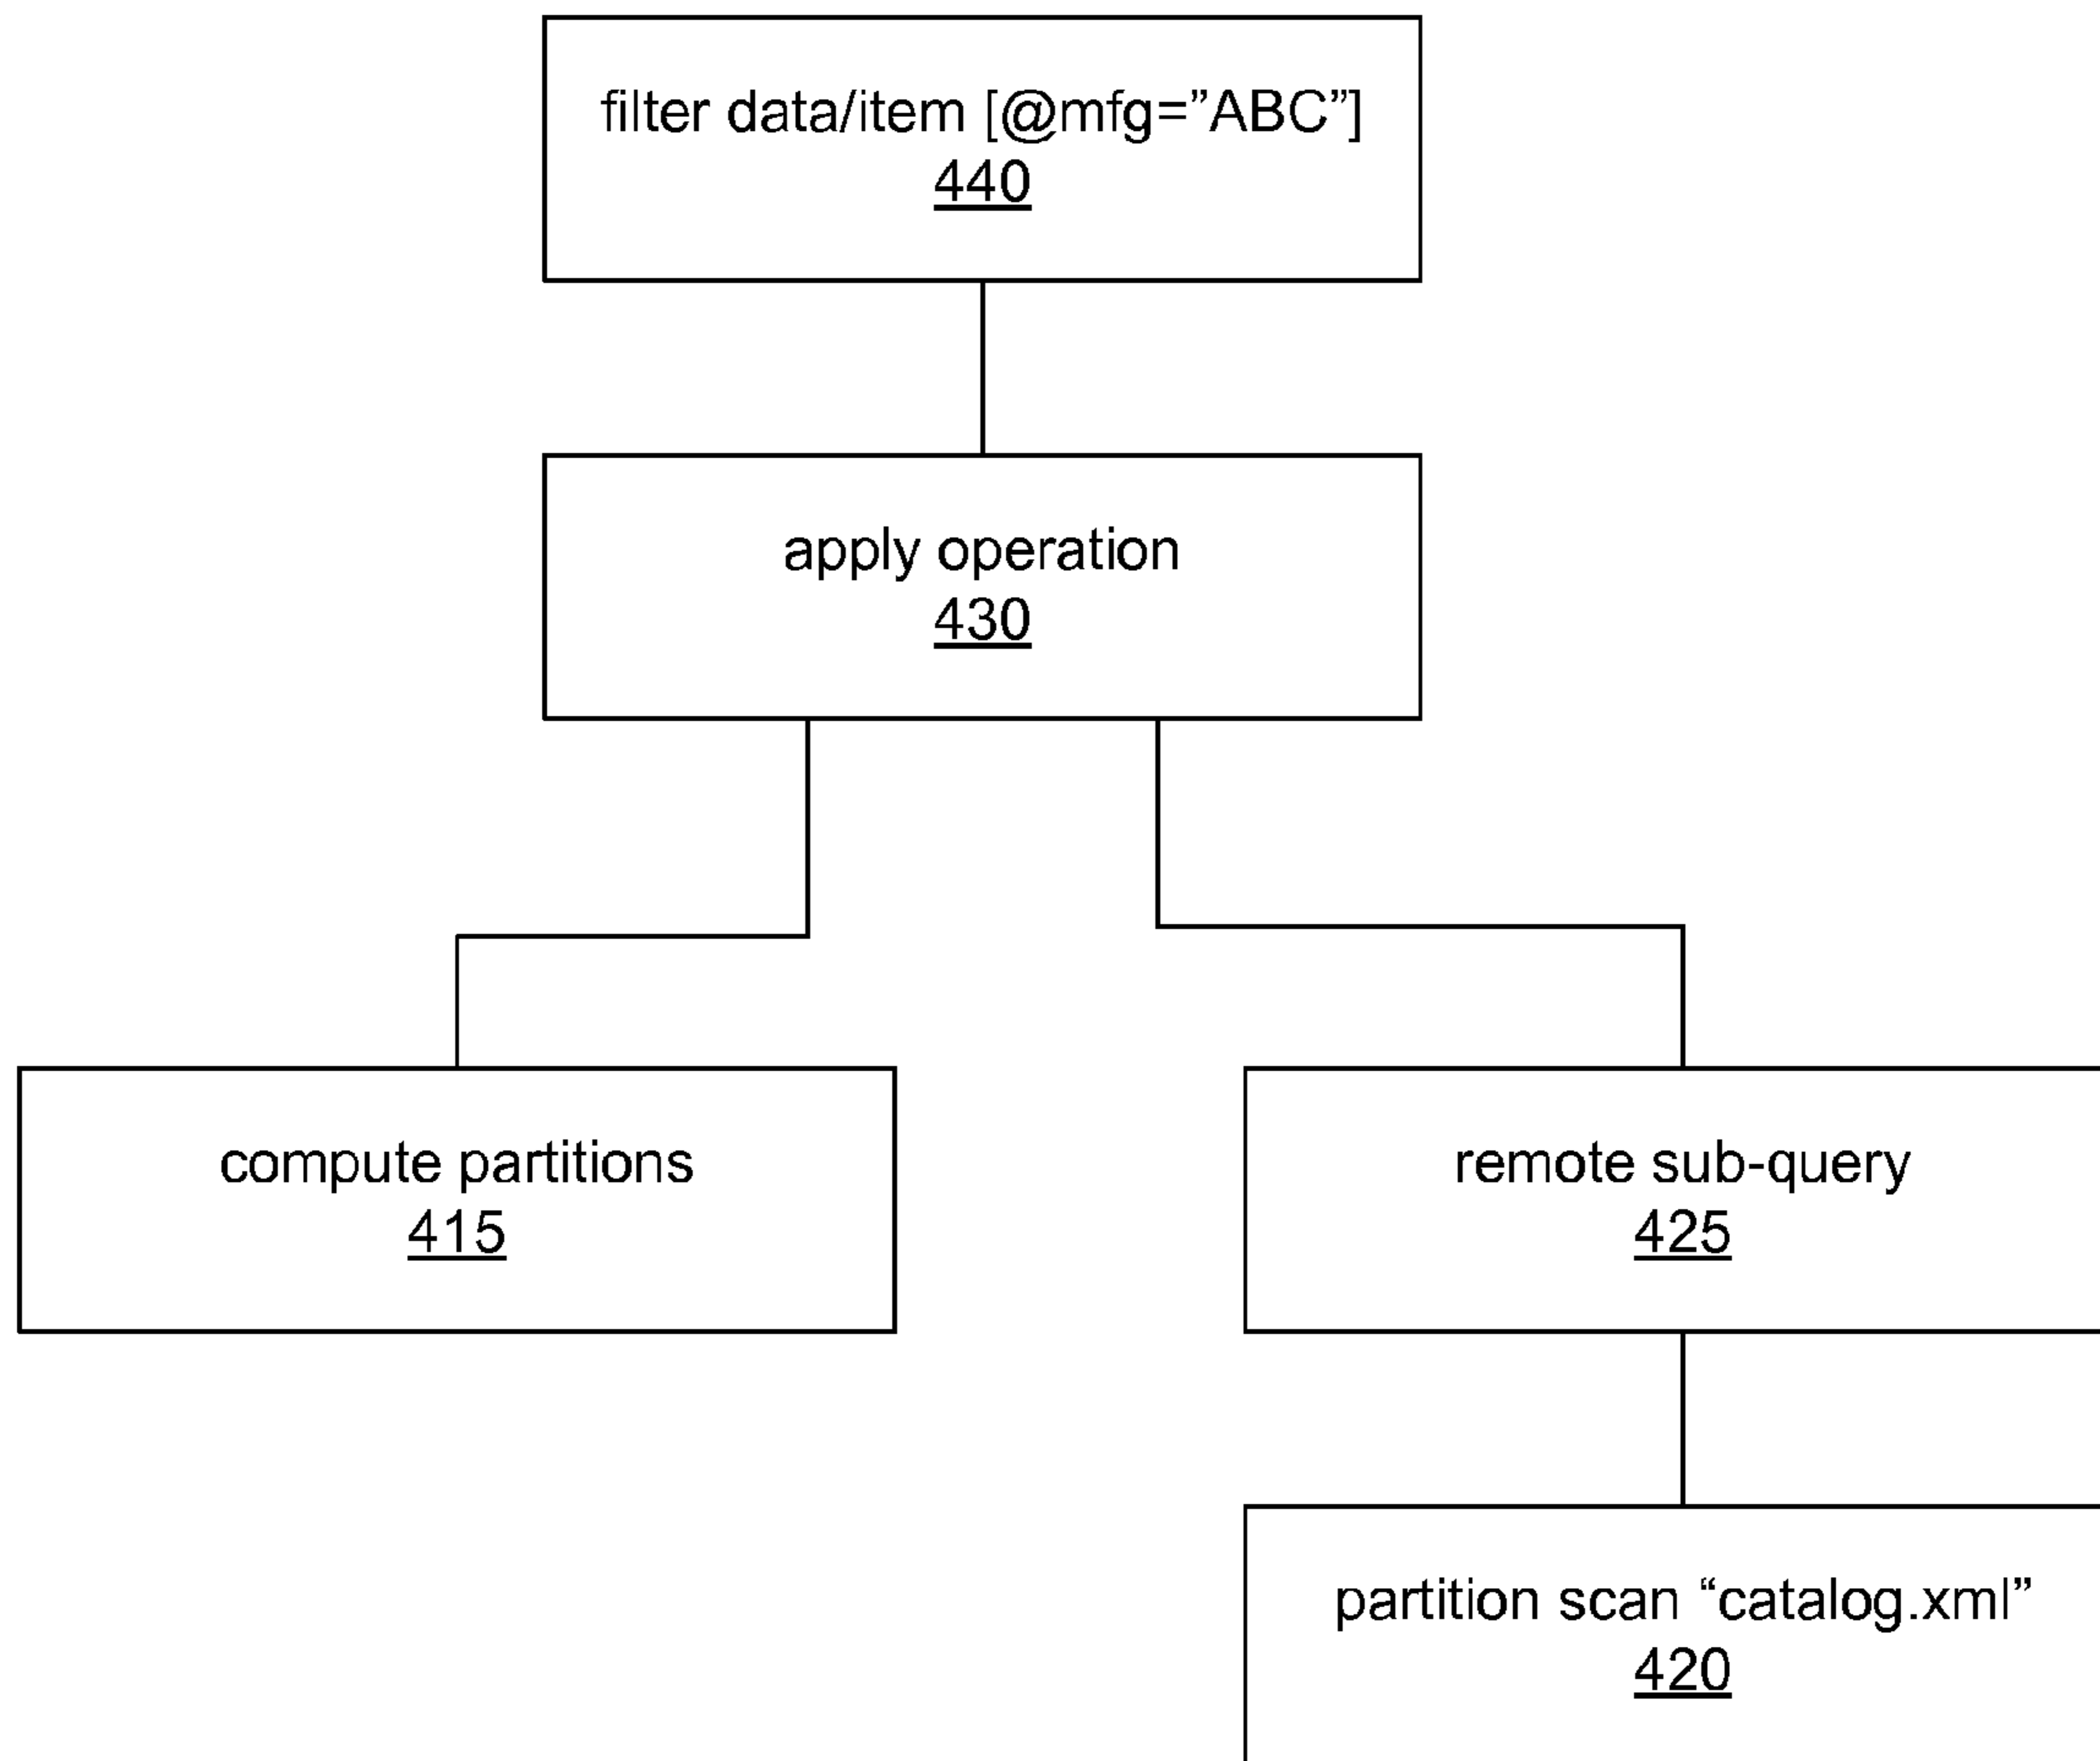 filter data/item [@mfg=”ABC”]
440
apply operation
430
compute partitions
415
remote sub-query
425
partition scan “catalog.xml”
420